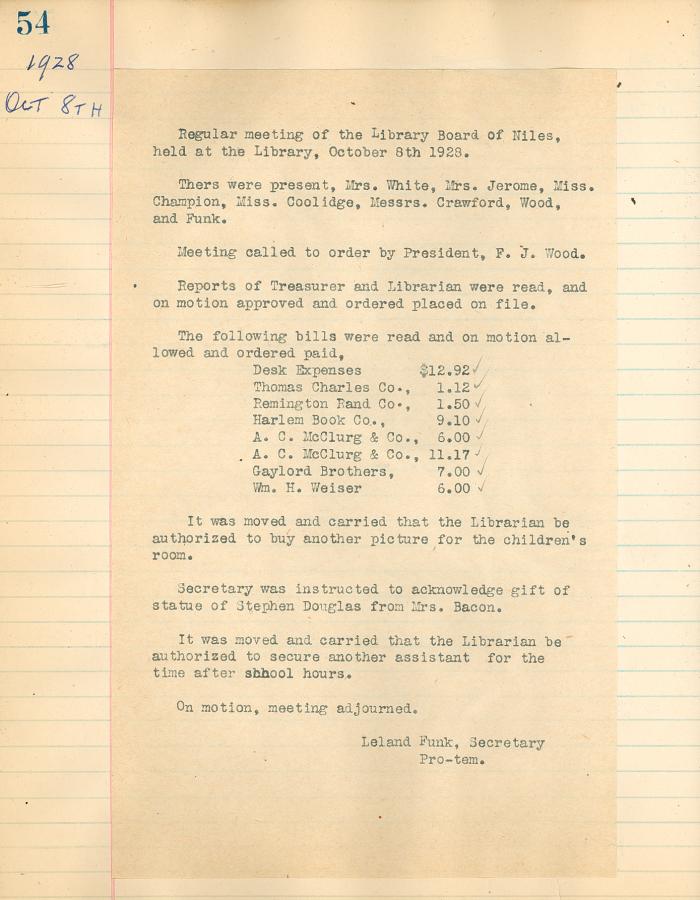 54
1928
Oct 8th
Regular meeting of the Library Board of Niles,
held at the Library, October 8th 1928.
Thers were present, Mrs. White, Mrs. Jerome, Miss.
Champion, Miss. Coolidge, Messrs. Crawford, Wood,
and Funk.
Meeting called to order by President, F. J. Wood.
Reports of Treasurer and Librarian were read, and
on motion approved and ordered placed on file.
The following bills were read and on motion al-
lowed and ordered paid,
Desk Expenses $12.92 ✓
Thomas Charles Co., 1.12 ✓
Remington Rand Co., 1.50 ✓
Harlem Book Co., 9.10 ✓
A. C. McClurg & Co., 6.00 ✓
A. C. McClurg & Co., 11.17 ✓
Gaylord Brothers, 7.00 ✓
Wm. H. Weiser 6.00 ✓
It was moved and carried that the Librarian be
authorized to buy another picture for the children's
room.
Secretary was instructed to acknowledge gift of
statue of Stephen Douglas from Mrs. Bacon.
It was moved and carried that the Librarian be
authorized to secure another assistant for the
time after sbhool hours.
On motion, meeting adjourned.
Leland Funk, Secretary
Pro-tem.